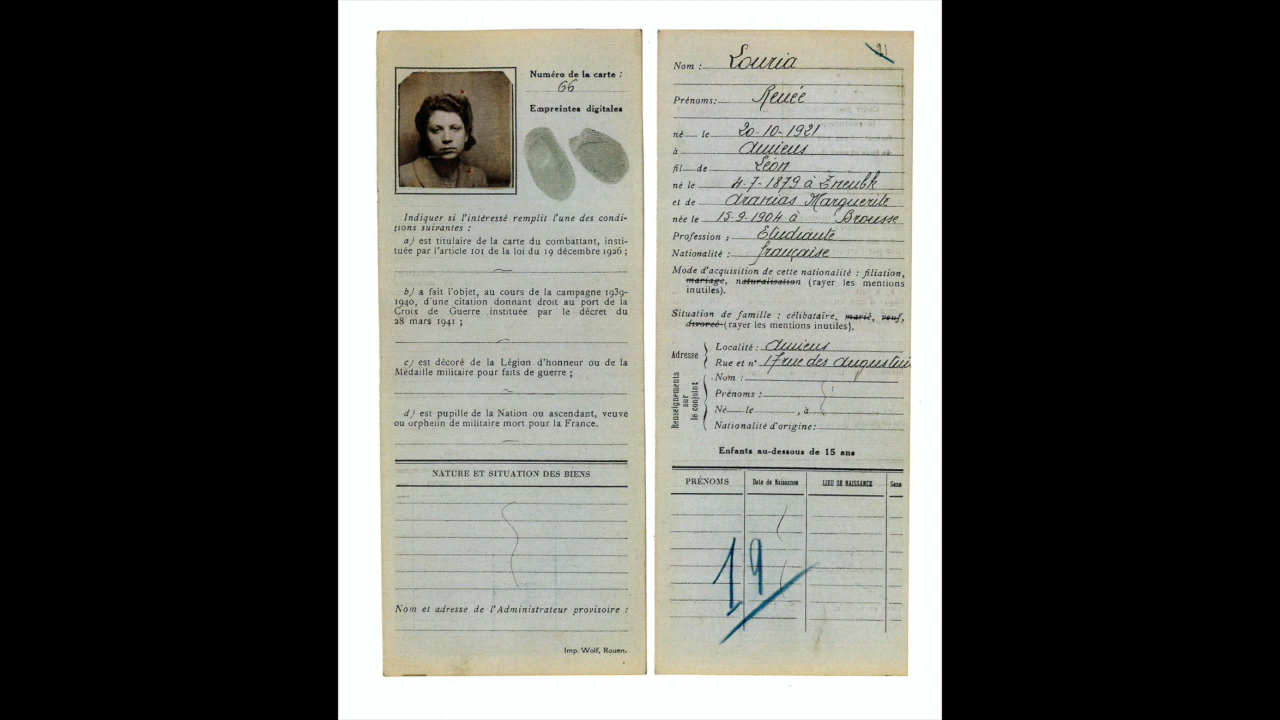 Numéro de la carte :
66
Empreintes digitales
Indiquer si l'intéressé remplit l'une des condi-
tions suivantes :
a) est titulaire de la carte du combattant, insti-
tuée par l'article 101 de la loi du 19 décembre 1926 ;
b) a fait l'objet, au cours de la campagne 1939-
1940, d'une citation donnant droit au port de la
Croix de Guerre instituée par le décret du
28 mars 1941 ;
c) est décoré de la Légion d'honneur ou de la
Médaille militaire pour faits de guerre ;
d) est pupille de la Nation ou ascendant, veuve
ou orphelin de militaire mort pour la France.
NATURE ET SITUATION DES BIENS
Nom et adresse de l'Administrateur provisoire :
Imp. Wolf, Rouen.
Nom : Louria
Prénoms: Renée
né le 20-10-1921
à Amiens
fil de Léon
né le 4-7-1879 à
et de Marguerite
née le 15-9-1904 à Brousse
Profession : Etudiante
Nationalité : française
Mode d'acquisition de cette nationalité : filiation,
mariage, naturalisation (rayer les mentions
inutiles).
Situation de famille : célibataire, marié, veuf,
divorcé (rayer les mentions inutiles).
Adresse
Localité : Amiens
Rue et n° 17 rue des Augustins
Renseignements
sur
le conjoint
Nom :
Prénoms :
Né le , à
Nationalité d'origine:
Enfants au-dessous de 15 ans
PRÉNOMS Date de Naissance LIEU DE NAISSANCE Sexe
19